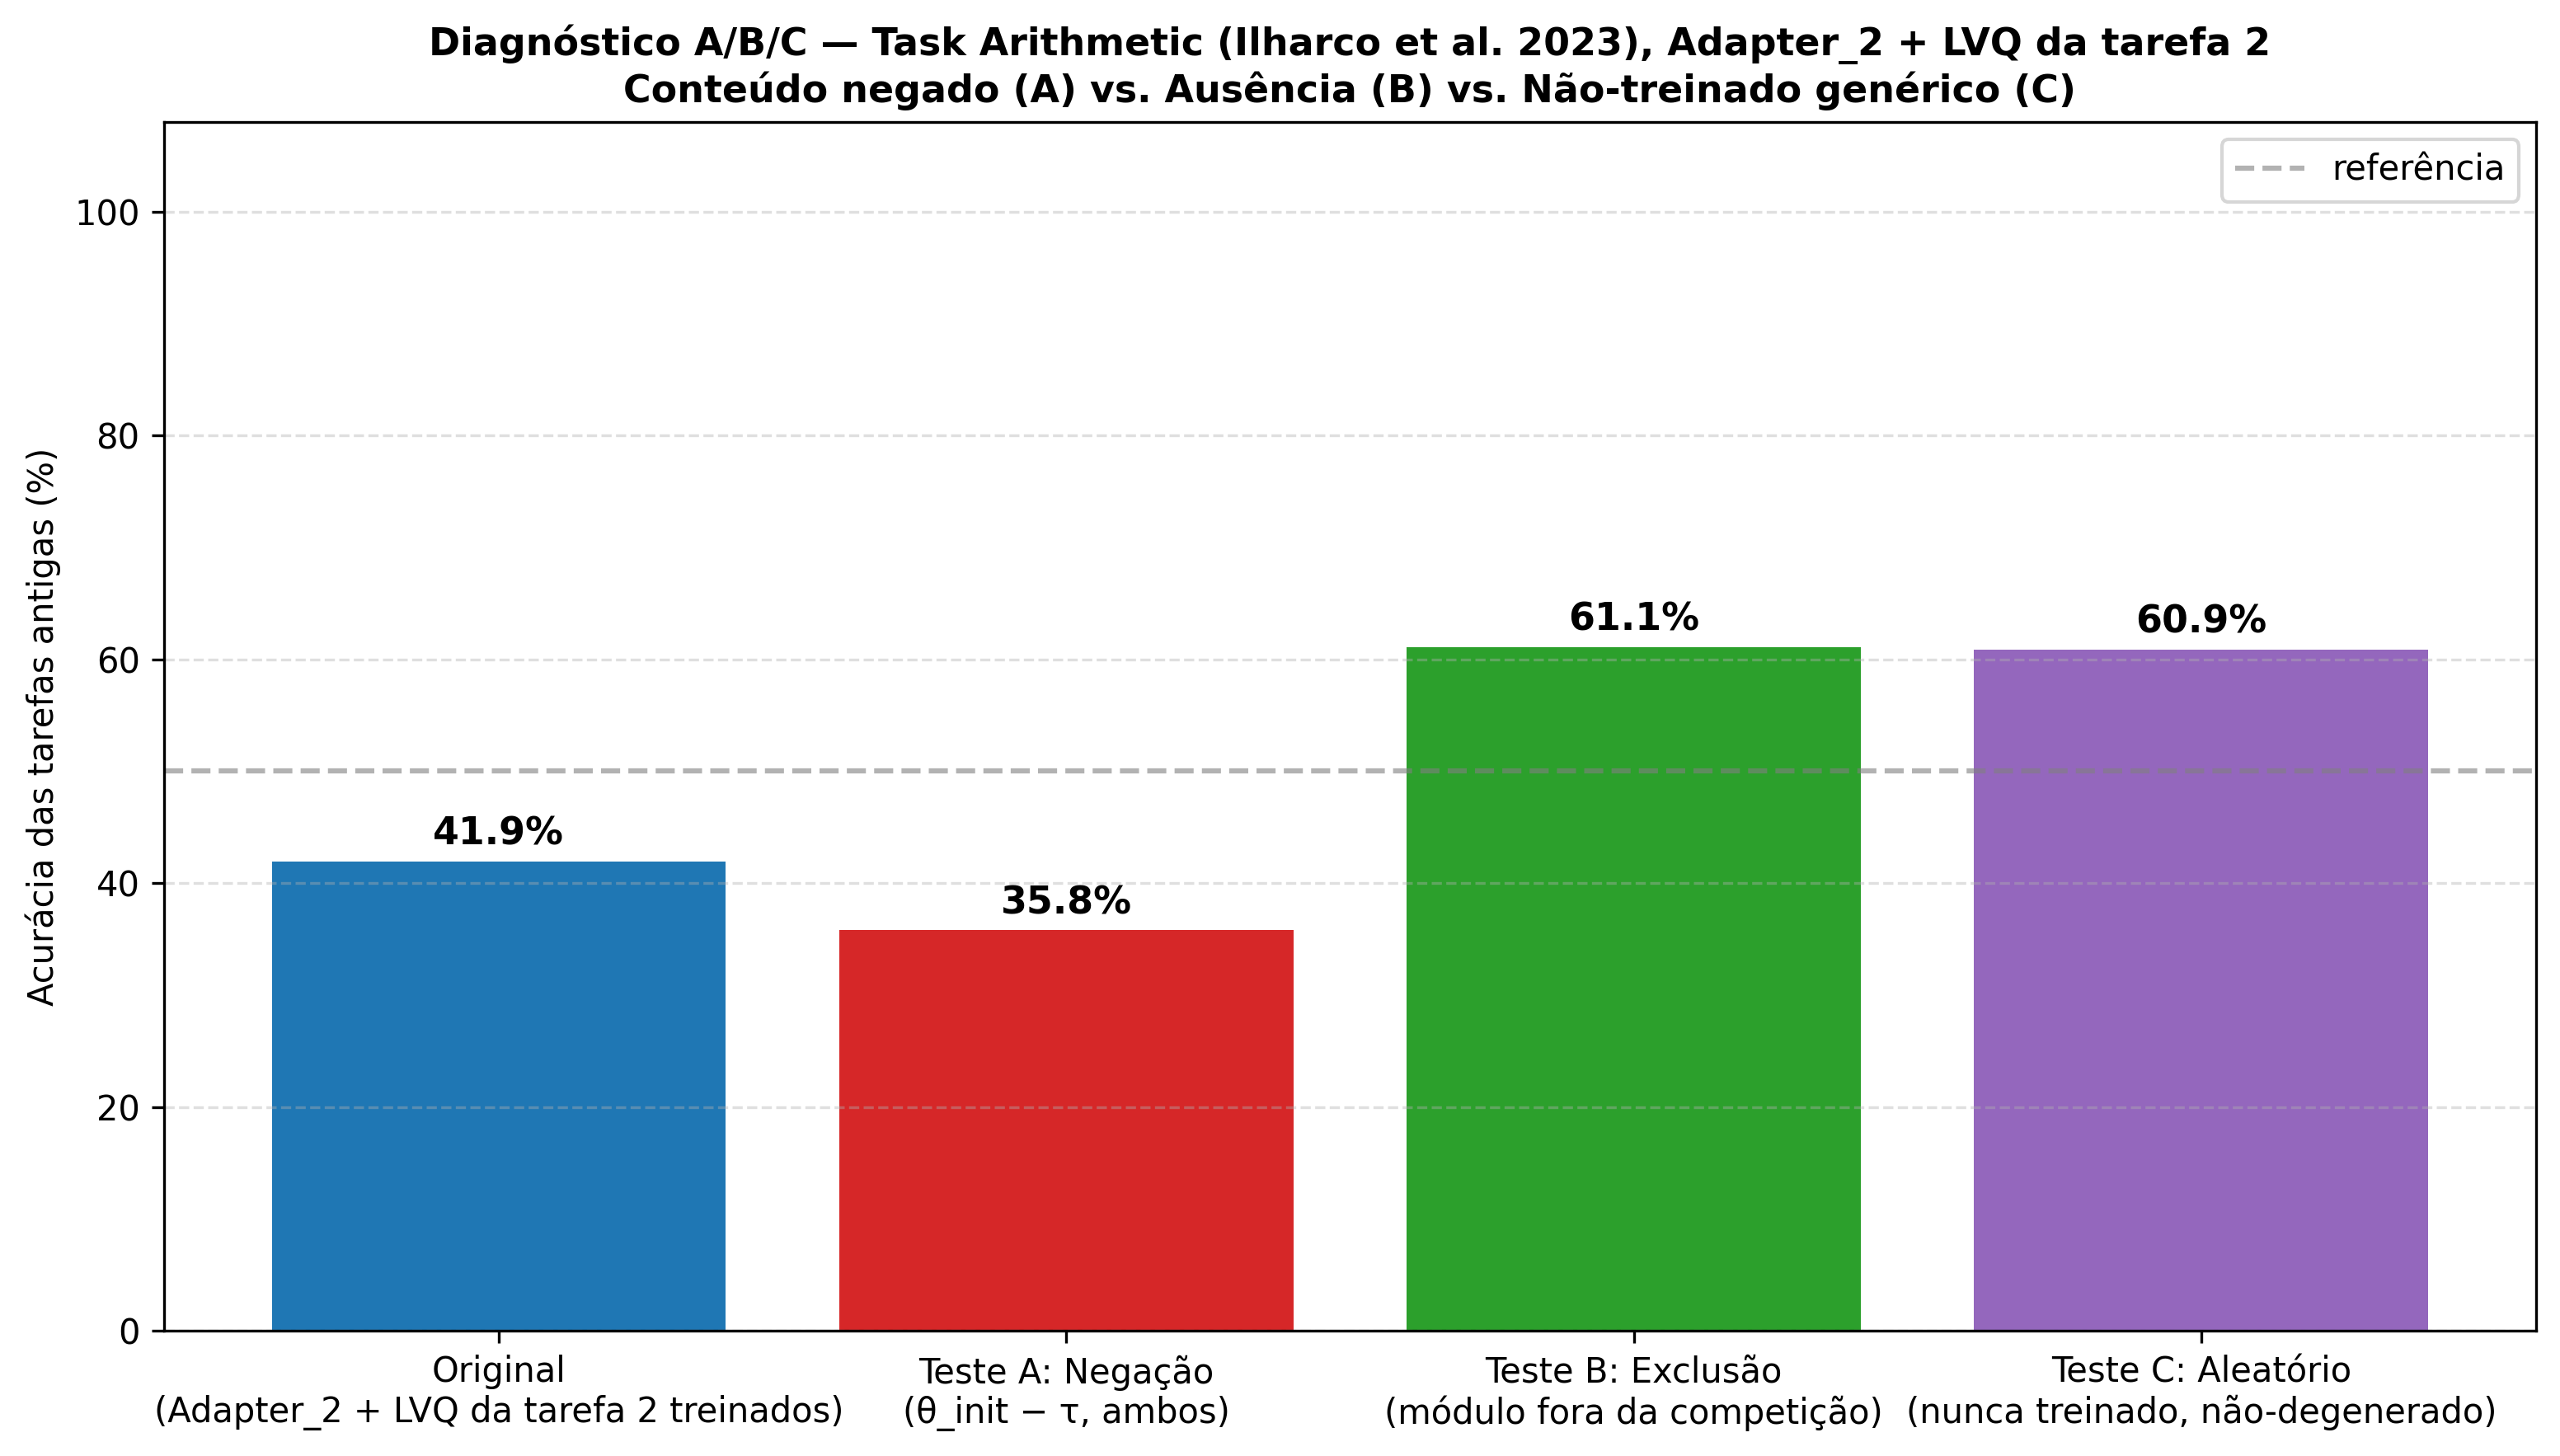 Diagnóstico A/B/C — Task Arithmetic (Ilharco et al. 2023), Adapter_2 + LVQ da tarefa 2
Conteúdo negado (A) vs. Ausência (B) vs. Não-treinado genérico (C)
referência
Acurácia das tarefas antigas (%)
100
80
60
40
20
0
41.9%
35.8%
61.1%
60.9%
Original
(Adapter_2 + LVQ da tarefa 2 treinados)
Teste A: Negação
(θ_init − τ, ambos)
Teste B: Exclusão
(módulo fora da competição)
Teste C: Aleatório
(nunca treinado, não-degenerado)